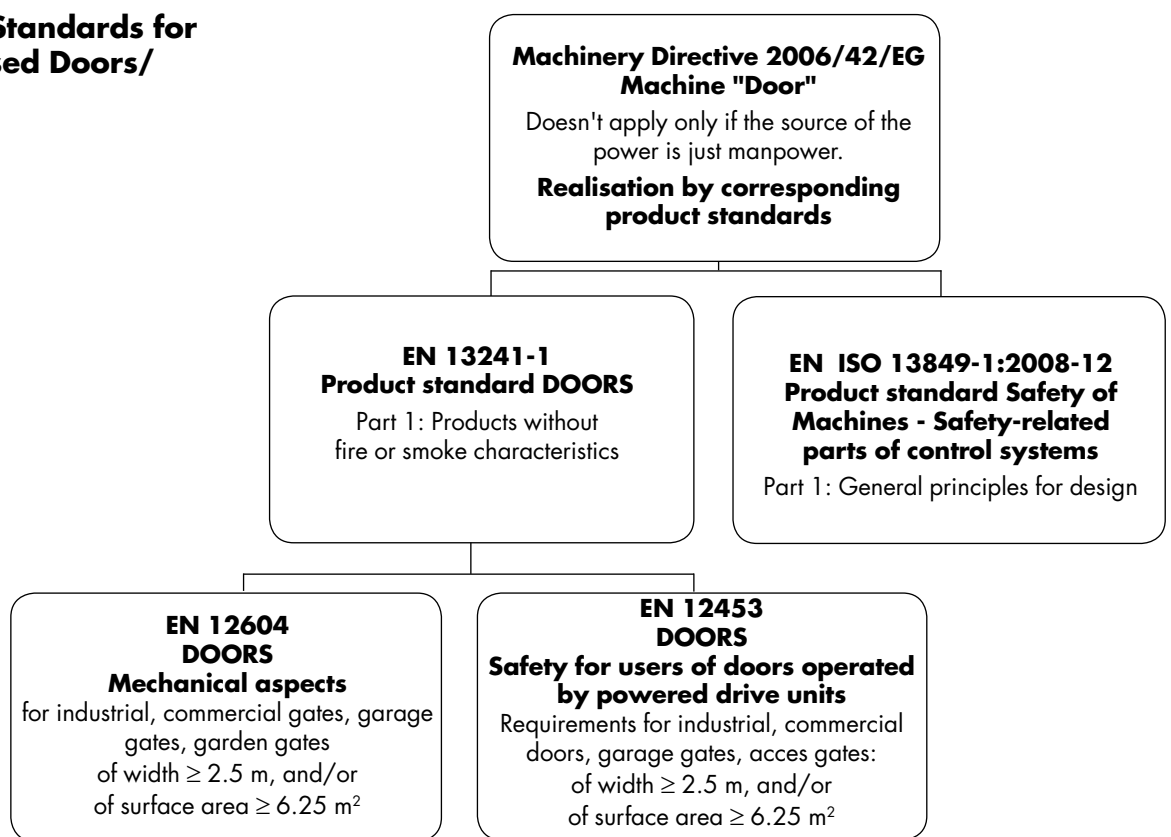 Standards for
sed Doors/
Machinery Directive 2006/42/EG
Machine "Door"
Doesn't apply only if the source of the
power is just manpower.
Realisation by corresponding
product standards
EN 13241-1
Product standard DOORS
Part 1: Products without
fire or smoke characteristics
EN ISO 13849-1:2008-12
Product standard Safety of
Machines - Safety-related
parts of control systems
Part 1: General principles for design
EN 12604
DOORS
Mechanical aspects
for industrial, commercial gates, garage
gates, garden gates
of width ≥ 2.5 m, and/or
of surface area ≥ 6.25 m²
EN 12453
DOORS
Safety for users of doors operated
by powered drive units
Requirements for industrial, commercial
doors, garage gates, acces gates:
of width ≥ 2.5 m, and/or
of surface area ≥ 6.25 m²